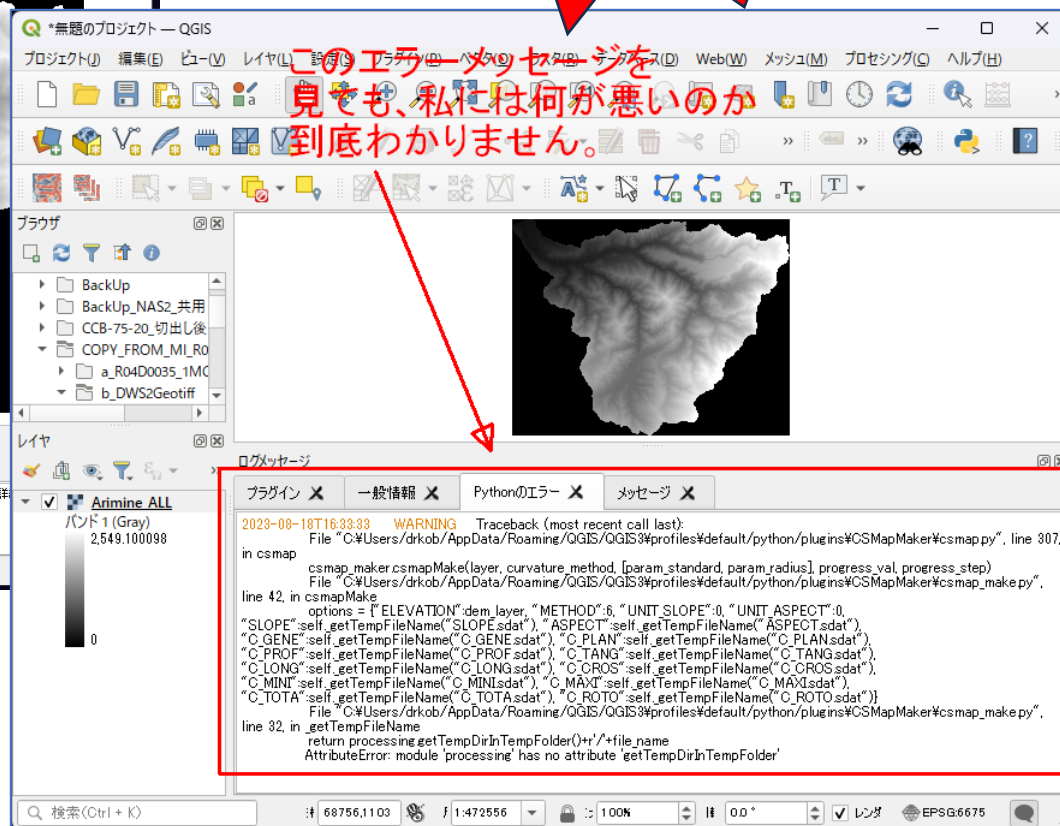 *無題のプロジェクト — QGIS
プロジェクト(J) 編集(E) ビュー(V) レイヤ(L) 設定(S) プラグイン(P) ベクタ(O) ラスタ(R) データベース(D) Web(W) メッシュ(M) プロセシング(C) ヘルプ(H)
このエラーメッセージを
見ても、私には何が悪いのか
到底わかりません。
ブラウザ
BackUp
BackUp_NAS2_共用
CCB-75-20_切出し後
COPY_FROM_MI_R0
a_R04D0035_1MC
b_DWS2Geotiff
レイヤ
Arimine ALL
バンド 1 (Gray)
2,549.100098
0
ログメッセージ
プラグイン 一般情報 Pythonのエラー メッセージ
2023-08-18T16:33:33 WARNING Traceback (most recent call last):
File "C:¥Users/drkob/AppData/Roaming/QGIS/QGIS3¥profiles¥default/python/plugins¥CSMapMaker¥csmap.py", line 307,
in csmap
csmap_maker.csmapMake(layer, curvature_method, [param_standard, param_radius], progress_val, progress_step)
File "C:¥Users/drkob/AppData/Roaming/QGIS/QGIS3¥profiles¥default/python/plugins¥CSMapMaker¥csmap_make.py",
line 42, in csmapMake
options = {"ELEVATION":dem_layer, "METHOD":6, "UNIT_SLOPE":0, "UNIT_ASPECT":0,
"SLOPE":self._getTempFileName("SLOPE.sdat"), "ASPECT":self._getTempFileName("ASPECT.sdat"),
"C_GENE":self._getTempFileName("C_GENE.sdat"), "C_PLAN":self._getTempFileName("C_PLAN.sdat"),
"C_PROF":self._getTempFileName("C_PROF.sdat"), "C_TANG":self._getTempFileName("C_TANG.sdat"),
"C_LONG":self._getTempFileName("C_LONG.sdat"), "C_CROS":self._getTempFileName("C_CROS.sdat"),
"C_MINI":self._getTempFileName("C_MINI.sdat"), "C_MAXI":self._getTempFileName("C_MAXI.sdat"),
"C_TOTA":self._getTempFileName("C_TOTA.sdat"), "C_ROTO":self._getTempFileName("C_ROTO.sdat")}
File "C:¥Users/drkob/AppData/Roaming/QGIS/QGIS3¥profiles¥default/python/plugins¥CSMapMaker¥csmap_make.py",
line 32, in _getTempFileName
return processing.getTempDirInTempFolder()+r'/'+file_name
AttributeError: module 'processing' has no attribute 'getTempDirInTempFolder'
検索(Ctrl + K) 68756,1103 1:472556 100% 0.0 ° レンダ EPSG:6675